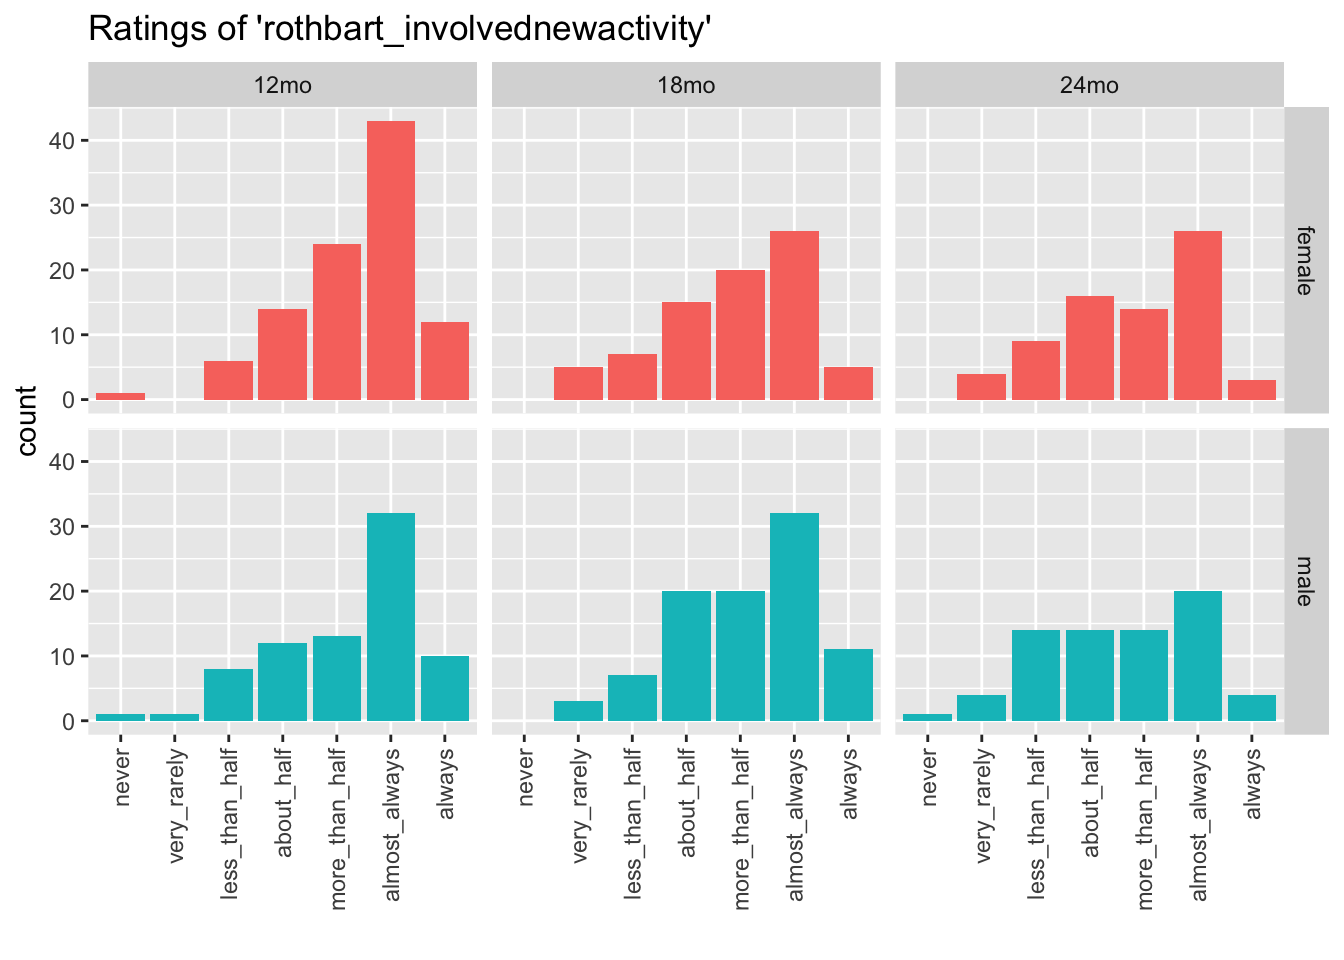 Ratings of 'rothbart_involvednewactivity'
12mo
18mo
24mo
40
30
20
10
0
female
count
40
30
20
10
0
male
never
very_rarely
less_than_half
about_half
more_than_half
almost_always
always
never
very_rarely
less_than_half
about_half
more_than_half
almost_always
always
never
very_rarely
less_than_half
about_half
more_than_half
almost_always
always